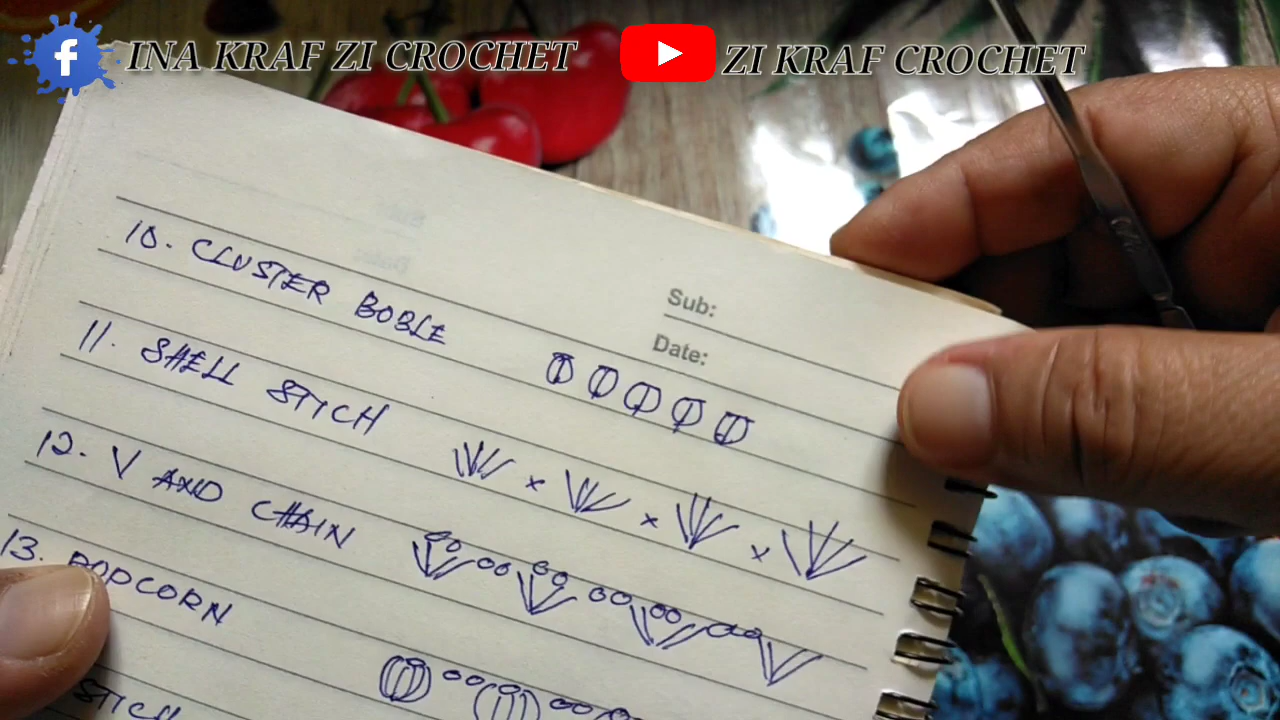 INA KRAF ZI CROCHET
ZI KRAF CROCHET
Sub:
Date:
10. CLUSTER BOBLE
11. SHELL STICH
12. V AND CHAIN
13. POPCORN
STICH